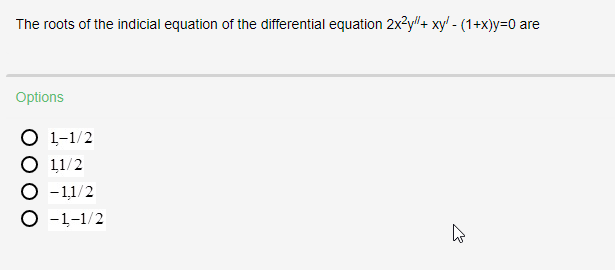 The roots of the indicial equation of the differential equation 2x²y//+ xy/ - (1+x)y=0 are
Options
1,−1/2
1,1/2
−1,1/2
−1,−1/2